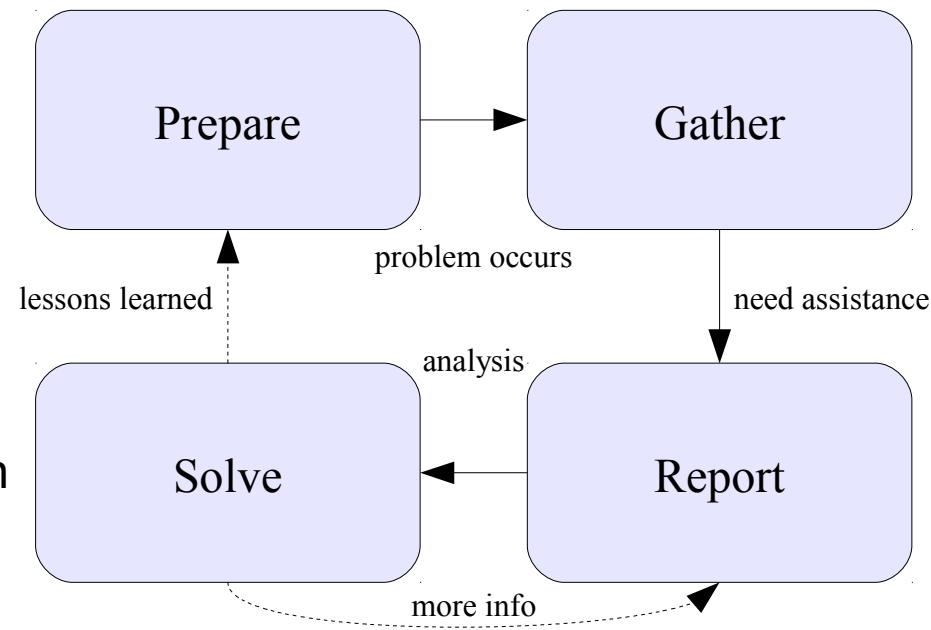 Prepare
Gather
problem occurs
lessons learned
need assistance
analysis
n
Solve
Report
more info